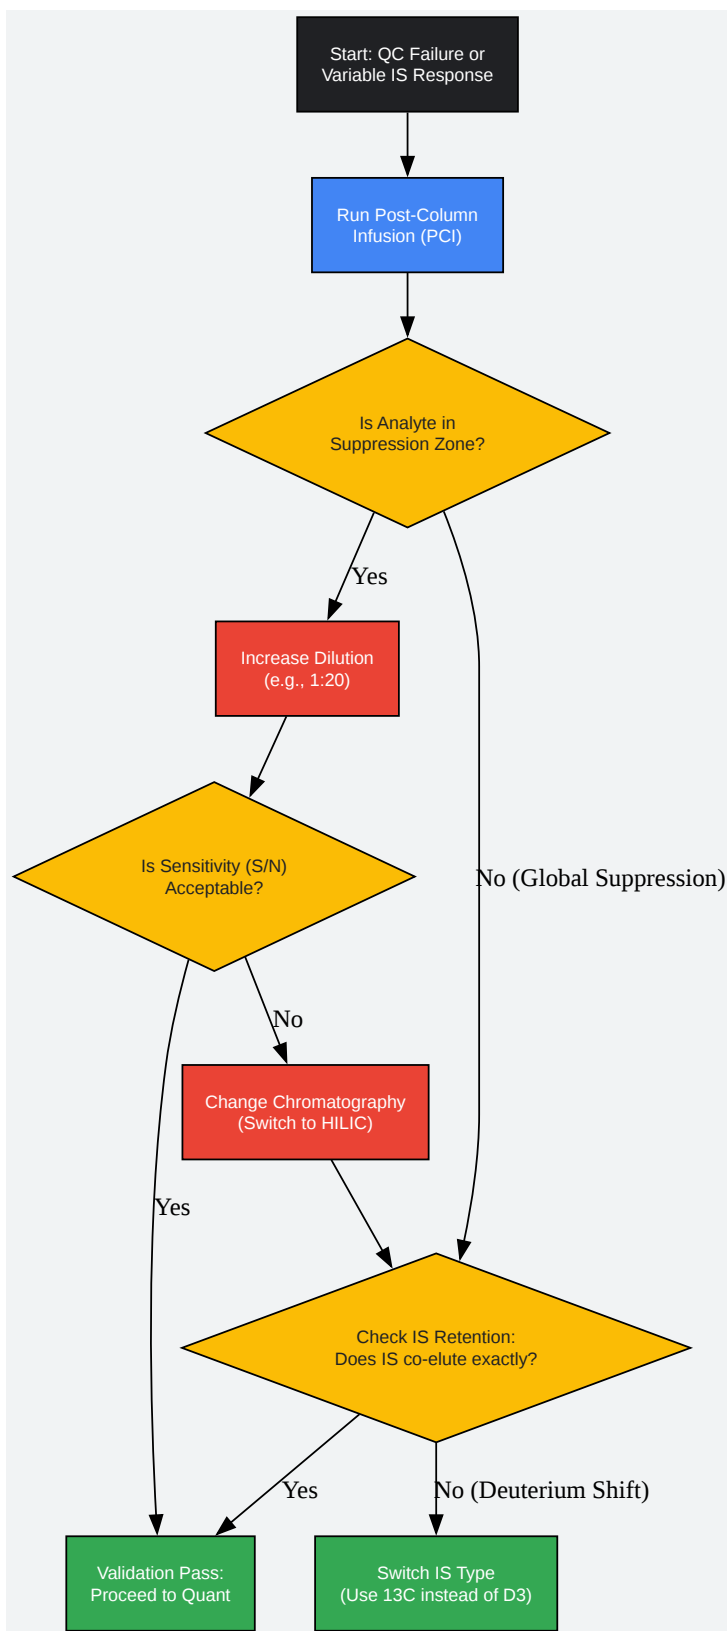 Start: QC Failure or
Variable IS Response
Run Post-Column
Infusion (PCI)
Is Analyte in
Suppression Zone?
Yes
Increase Dilution
(e.g., 1:20)
Is Sensitivity (S/N)
Acceptable?
No (Global Suppression)
No
Change Chromatography
(Switch to HILIC)
Yes
Check IS Retention:
Does IS co-elute exactly?
Yes
No (Deuterium Shift)
Validation Pass:
Proceed to Quant
Switch IS Type
(Use 13C instead of D3)